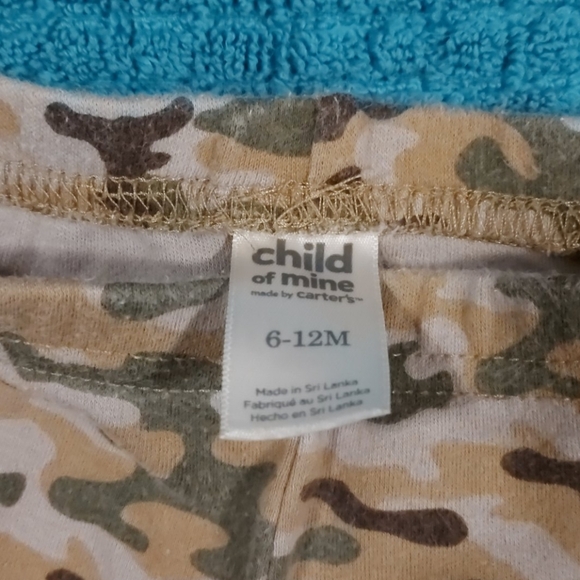 child
of mine
made by carter's™
6-12M
Made in Sri Lanka
Fabriqué au Sri Lanka
Hecho en Sri Lanka